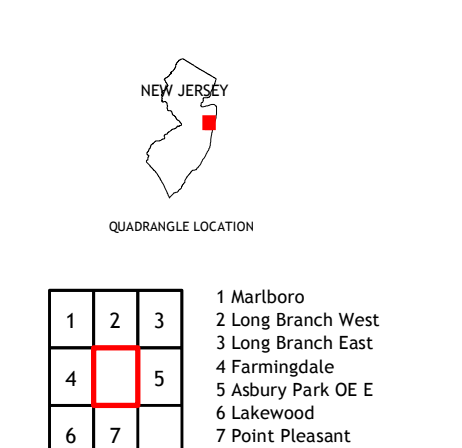 NEW JERSEY
QUADRANGLE LOCATION
1 2 3
4 5
6 7
1 Marlboro
2 Long Branch West
3 Long Branch East
4 Farmingdale
5 Asbury Park OE E
6 Lakewood
7 Point Pleasant